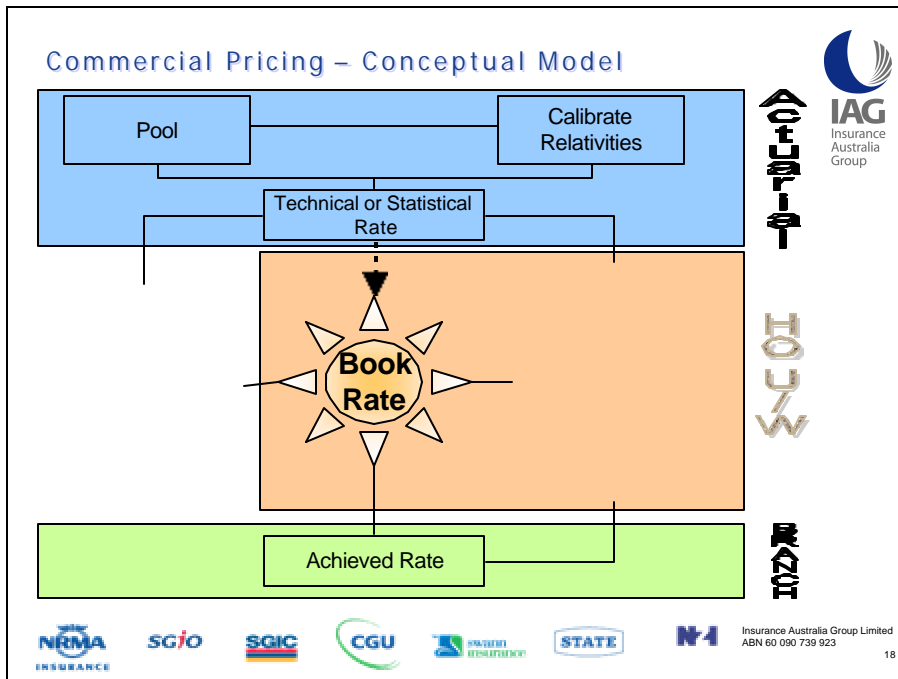 Commercial Pricing – Conceptual Model
IAG
Insurance
Australia
Group
Actuarial
Pool
Calibrate
Relativities
Technical or Statistical
Rate
HO U/W
Book
Rate
BRANCH
Achieved Rate
NRMA
INSURANCE
SGIO
SGIC
CGU
swann
insurance
STATE
NZI
Insurance Australia Group Limited
ABN 60 090 739 923
18